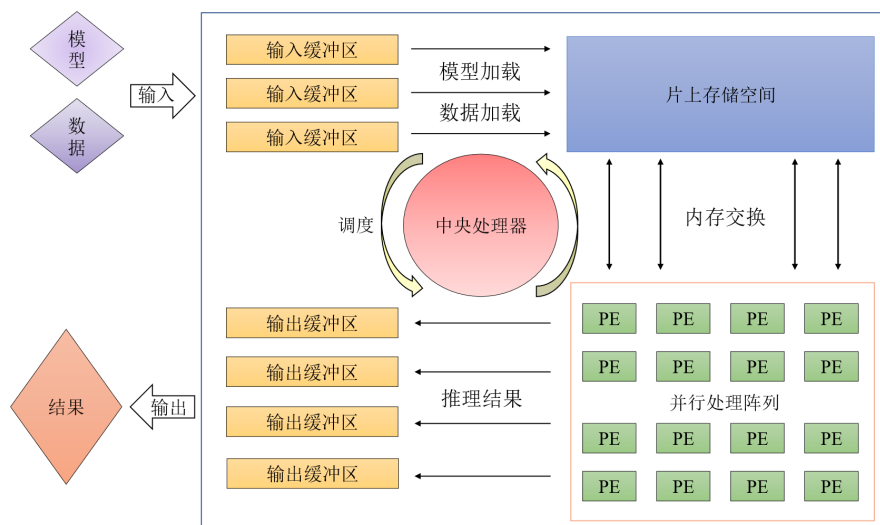 模型
数据
输入
输入缓冲区
输入缓冲区
输入缓冲区
模型加载
数据加载
片上存储空间
调度
中央处理器
内存交换
输出缓冲区
输出缓冲区
输出缓冲区
输出缓冲区
推理结果
PE PE PE PE
PE PE PE PE
并行处理阵列
PE PE PE PE
PE PE PE PE
输出
结果